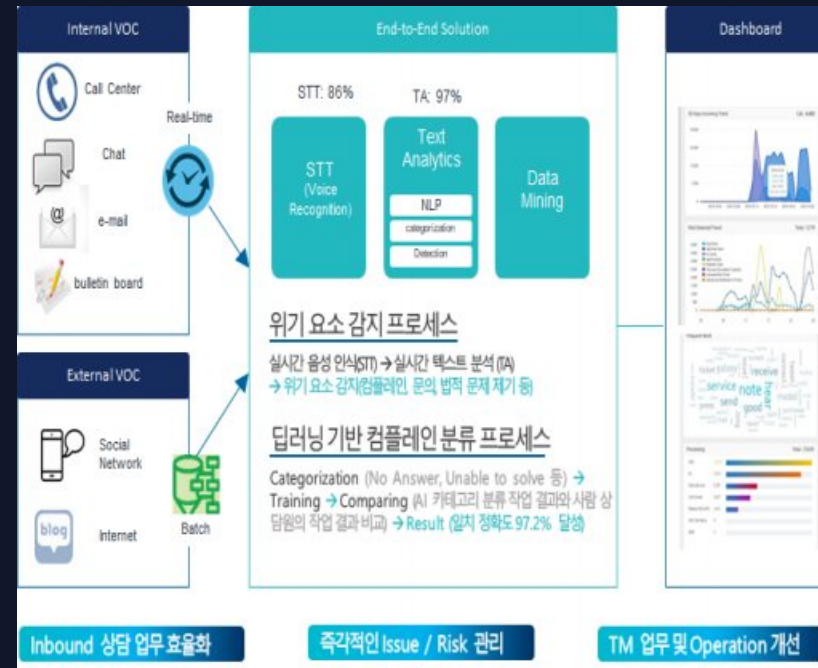 Internal VOC
Call Center
Chat
e-mail
bulletin board
Real-time
External VOC
Social
Network
blog
Internet
Batch
End-to-End Solution
STT: 86%
TA: 97%
STT
(Voice
Recognition)
Text
Analytics
NLP
categorization
Detection
Data
Mining
위기 요소 감지 프로세스
실시간 음성 인식(STT) → 실시간 텍스트 분석 (TA)
→ 위기 요소 감지(컴플레인, 문의, 법적 문제 제기 등)
딥러닝 기반 컴플레인 분류 프로세스
Categorization (No Answer, Unable to solve 등) →
Training → Comparing (AI 카테고리 분류 작업 결과와 사람 상
담원의 작업 결과 비교) → Result (일치 정확도 97.2% 달성)
Dashboard
receive
service
note
hear
send
good
Inbound 상담 업무 효율화
즉각적인 Issue / Risk 관리
TM 업무 및 Operation 개선